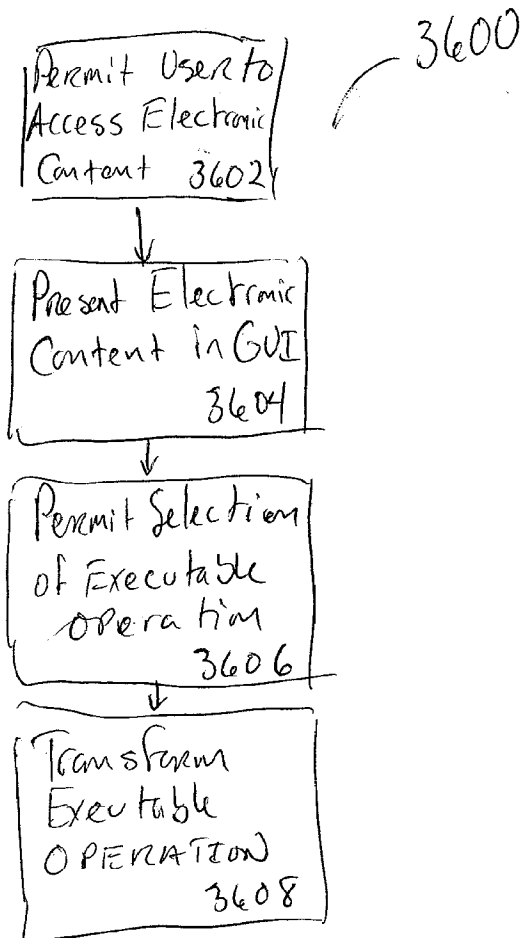 3600
Permit User to
Access Electronic
Content 3602
Present Electronic
Content in GUI
3604
Permit Selection
of Executable
operation
3606
Transform
Executable
OPERATION
3608